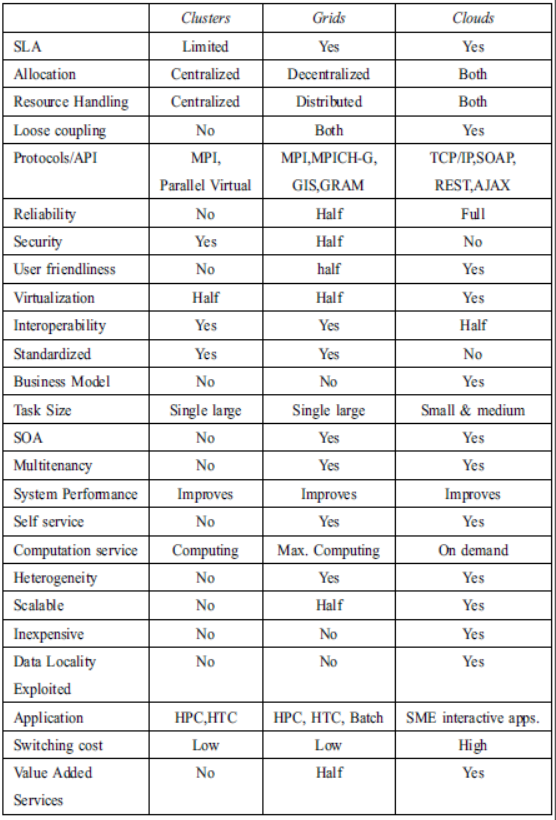 Clusters Grids Clouds
SLA Limited Yes Yes
Allocation Centralized Decentralized Both
Resource Handling Centralized Distributed Both
Loose coupling No Both Yes
Protocols/API MPI, MPI,MPICH-G, TCP/IP,SOAP,
Parallel Virtual GIS,GRAM REST,AJAX
Reliability No Half Full
Security Yes Half No
User friendliness No half Yes
Virtualization Half Half Yes
Interoperability Yes Yes Half
Standardized Yes Yes No
Business Model No No Yes
Task Size Single large Single large Small & medium
SOA No Yes Yes
Multitenancy No Yes Yes
System Performance Improves Improves Improves
Self service No Yes Yes
Computation service Computing Max. Computing On demand
Heterogeneity No Yes Yes
Scalable No Half Yes
Inexpensive No No Yes
Data Locality No No Yes
Exploited
Application HPC,HTC HPC, HTC, Batch SME interactive apps.
Switching cost Low Low High
Value Added No Half Yes
Services